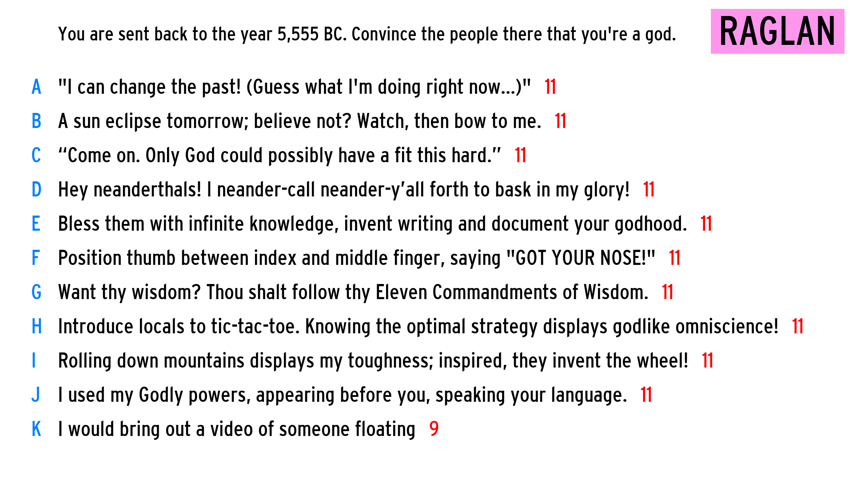 You are sent back to the year 5,555 BC. Convince the people there that you're a god.
RAGLAN
A "I can change the past! (Guess what I'm doing right now...)" 11
B A sun eclipse tomorrow; believe not? Watch, then bow to me. 11
C “Come on. Only God could possibly have a fit this hard.” 11
D Hey neanderthals! I neander-call neander-y’all forth to bask in my glory! 11
E Bless them with infinite knowledge, invent writing and document your godhood. 11
F Position thumb between index and middle finger, saying "GOT YOUR NOSE!" 11
G Want thy wisdom? Thou shalt follow thy Eleven Commandments of Wisdom. 11
H Introduce locals to tic-tac-toe. Knowing the optimal strategy displays godlike omniscience! 11
I Rolling down mountains displays my toughness; inspired, they invent the wheel! 11
J I used my Godly powers, appearing before you, speaking your language. 11
K I would bring out a video of someone floating 9